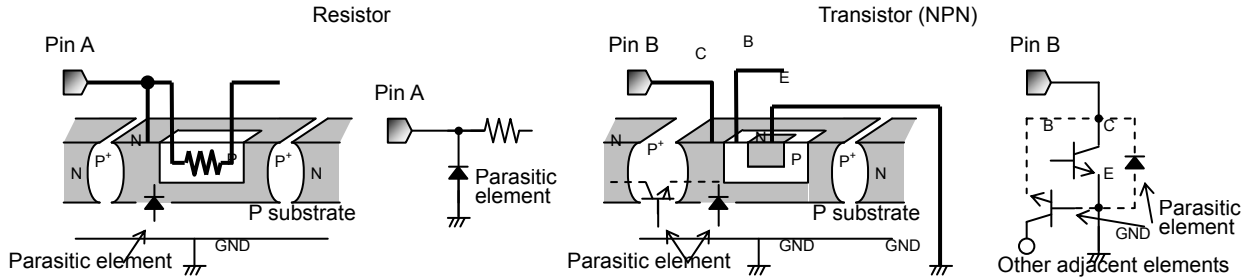 Resistor
Transistor (NPN)
Pin A
Pin B
C
B
E
Pin B
Pin A
N
P
N
P+
P+
N
Parasitic
element
P substrate
GND
Parasitic element
N
N
P+
P
P+
N
P substrate
GND
GND
Parasitic element
B
C
E
Parasitic
element
GND
Other adjacent elements